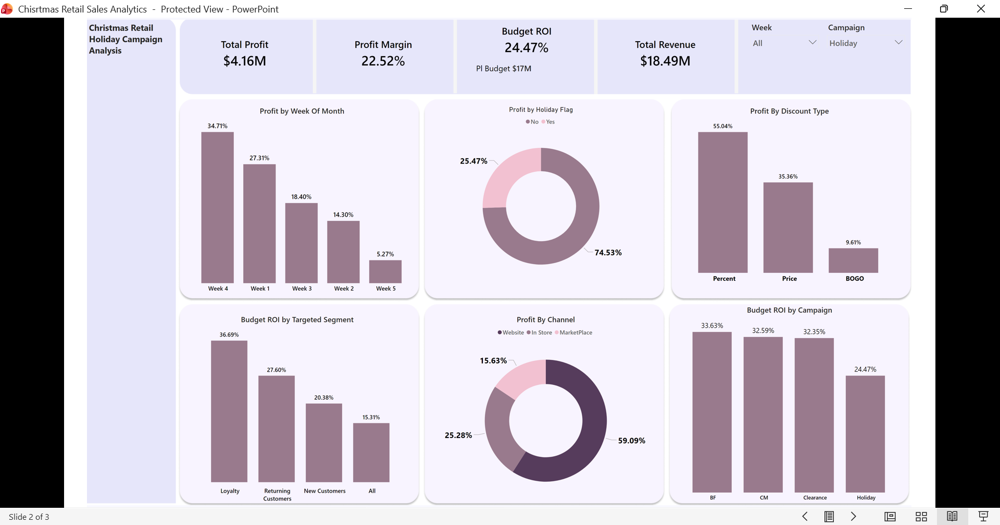 Chisrtmas Retail Sales Analytics  -  Protected View - PowerPoint
Christmas Retail
Holiday Campaign
Analysis
Total Profit
$4.16M
Profit Margin
22.52%
Budget ROI
24.47%
Pl Budget $17M
Total Revenue
$18.49M
Week
All
Campaign
Holiday
Profit by Week Of Month
34.71%
27.31%
18.40%
14.30%
5.27%
Week 4
Week 1
Week 3
Week 2
Week 5
Profit by Holiday Flag
No Yes
25.47%
74.53%
Profit By Discount Type
55.04%
35.36%
9.61%
Percent
Price
BOGO
Budget ROI by Targeted Segment
36.69%
27.60%
20.38%
15.31%
Loyalty
Returning
Customers
New Customers
All
Profit By Channel
Website In Store MarketPlace
15.63%
25.28%
59.09%
Budget ROI by Campaign
33.63%
32.59%
32.35%
24.47%
BF
CM
Clearance
Holiday
Slide 2 of 3